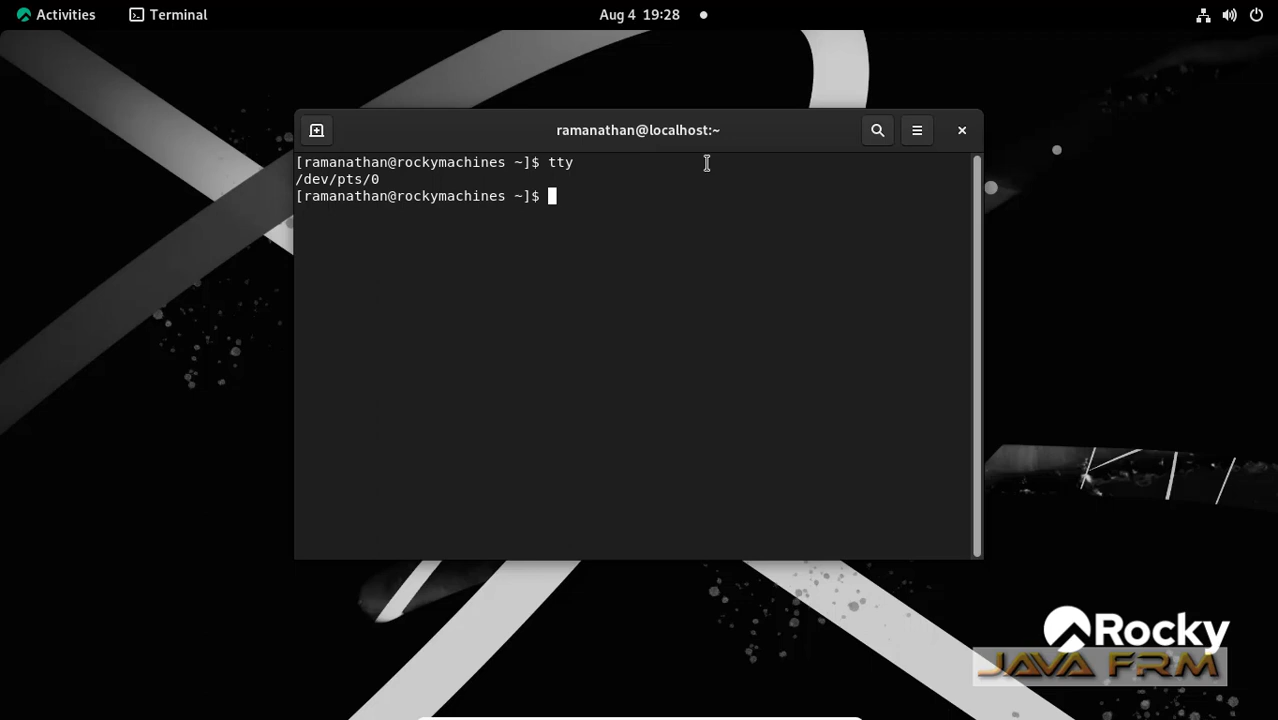 Activities Terminal Aug 4 19:28
ramanathan@localhost:~
[ramanathan@rockymachines ~]$ tty
/dev/pts/0
[ramanathan@rockymachines ~]$
Rocky
JAVA FRM